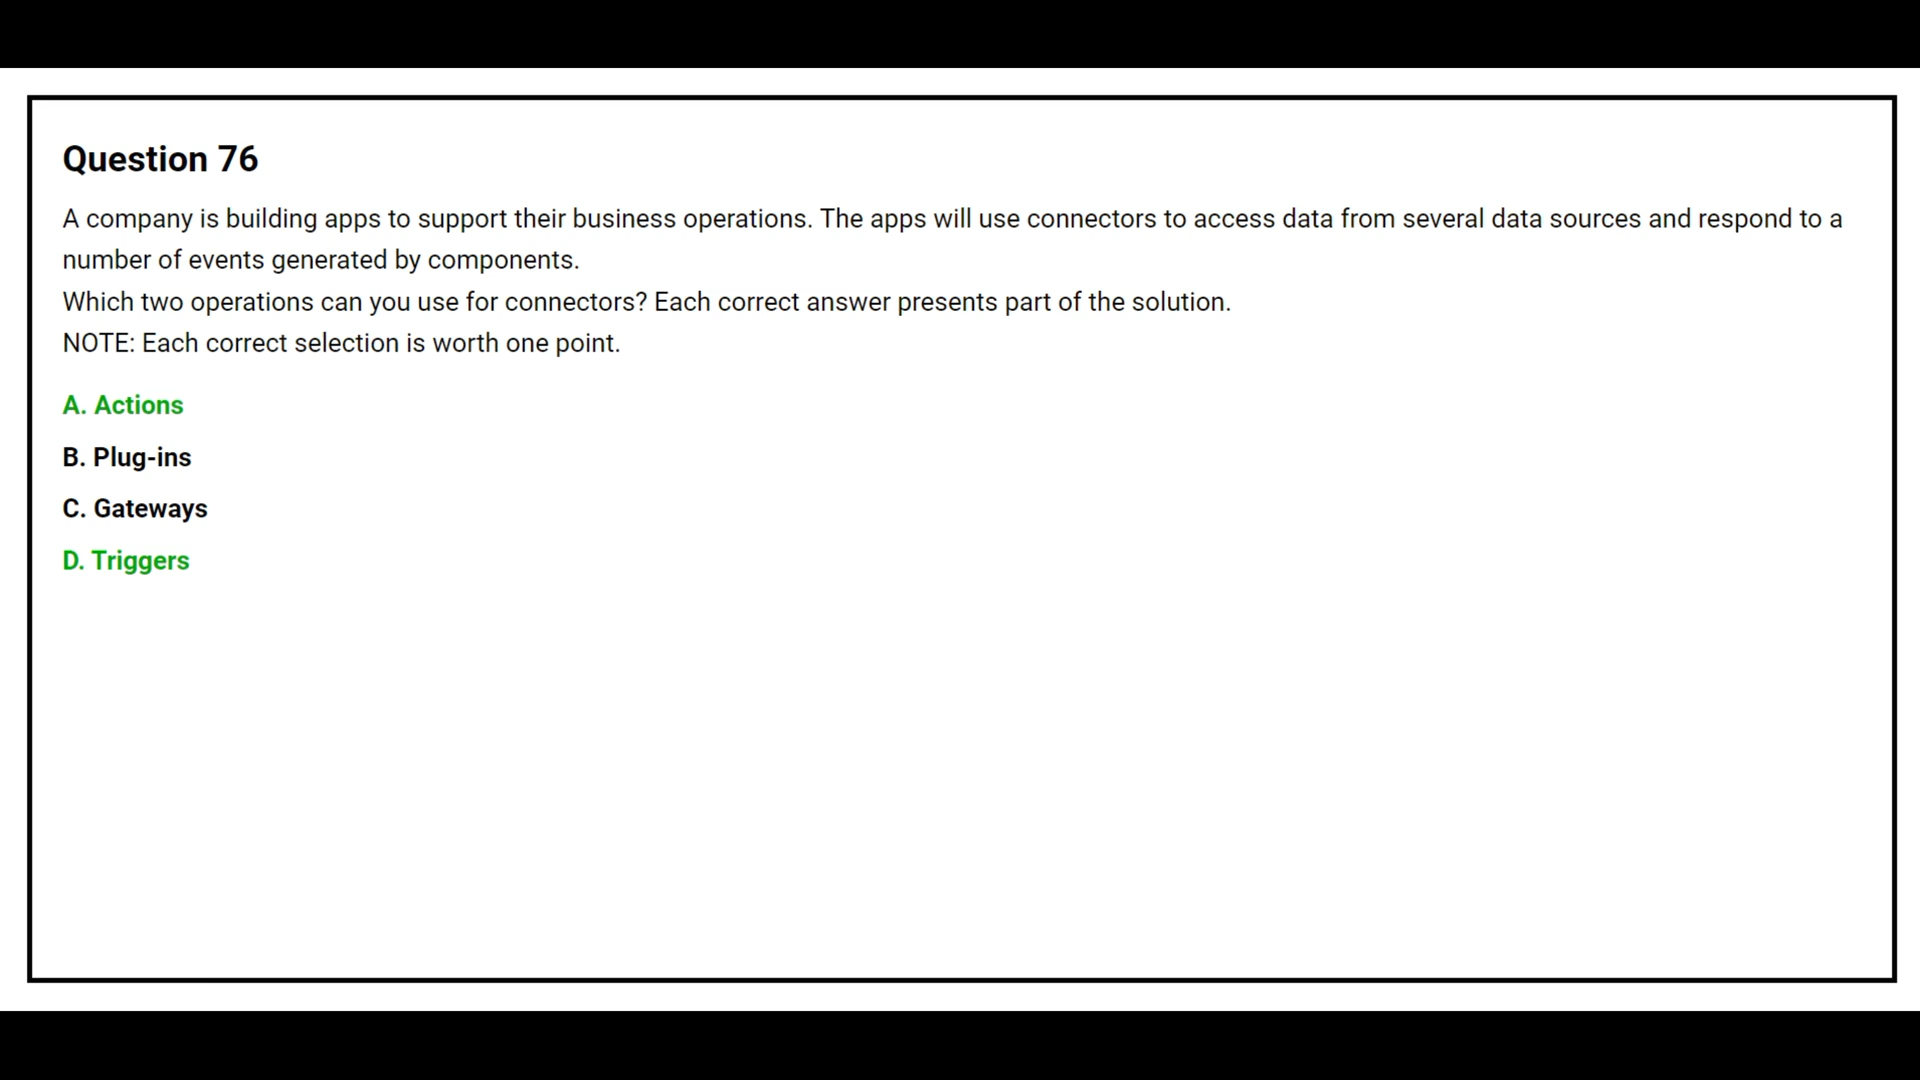 Question 76
A company is building apps to support their business operations. The apps will use connectors to access data from several data sources and respond to a
number of events generated by components.
Which two operations can you use for connectors? Each correct answer presents part of the solution.
NOTE: Each correct selection is worth one point.
A. Actions
B. Plug-ins
C. Gateways
D. Triggers